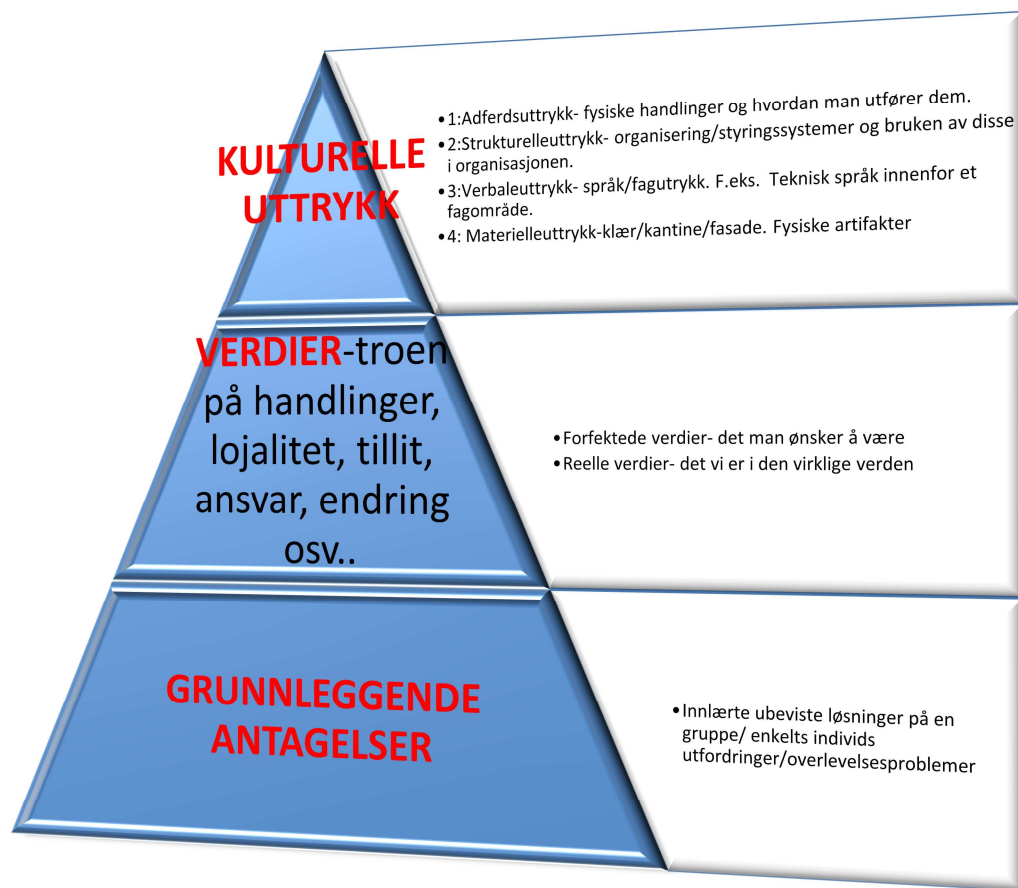 KULTURELLE
UTTRYKK
•1:Adferdsuttrykk- fysiske handlinger og hvordan man utfører dem.
•2:Strukturelleuttrykk- organisering/styringssystemer og bruken av disse
i organisasjonen.
•3:Verbaleuttrykk- språk/fagutrykk. F.eks.  Teknisk språk innenfor et
fagområde.
•4: Materielleuttrykk-klær/kantine/fasade. Fysiske artifakter
VERDIER-troen
på handlinger,
lojalitet, tillit,
ansvar, endring
osv..
•Forfektede verdier- det man ønsker å være
•Reelle verdier- det vi er i den virklige verden
GRUNNLEGGENDE
ANTAGELSER
•Innlærte ubeviste løsninger på en
gruppe/ enkelts individs
utfordringer/overlevelsesproblemer